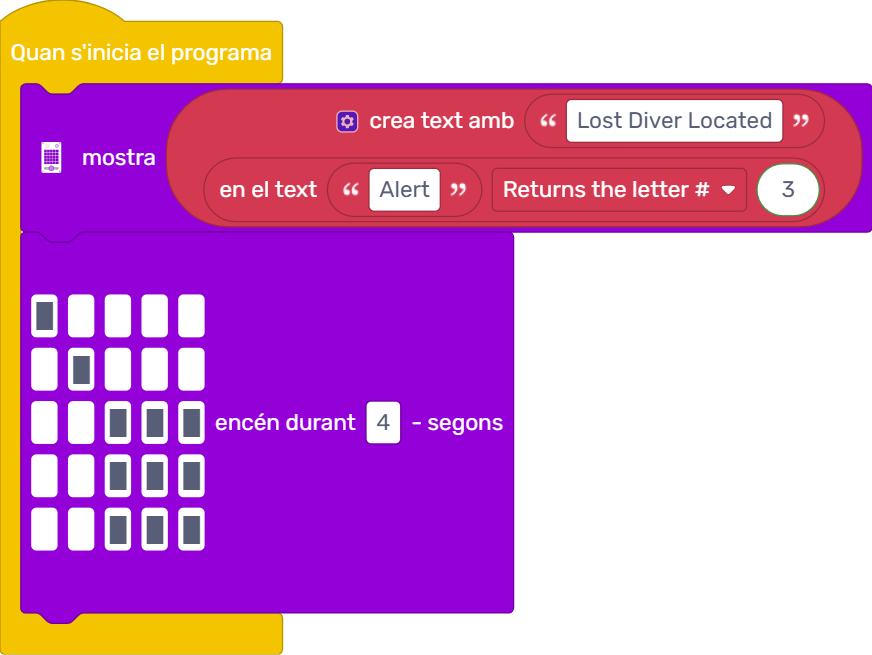 Quan s'inicia el programa
crea text amb “ Lost Diver Located ”
mostra
en el text “ Alert ” Returns the letter # 3
encén durant 4 - segons